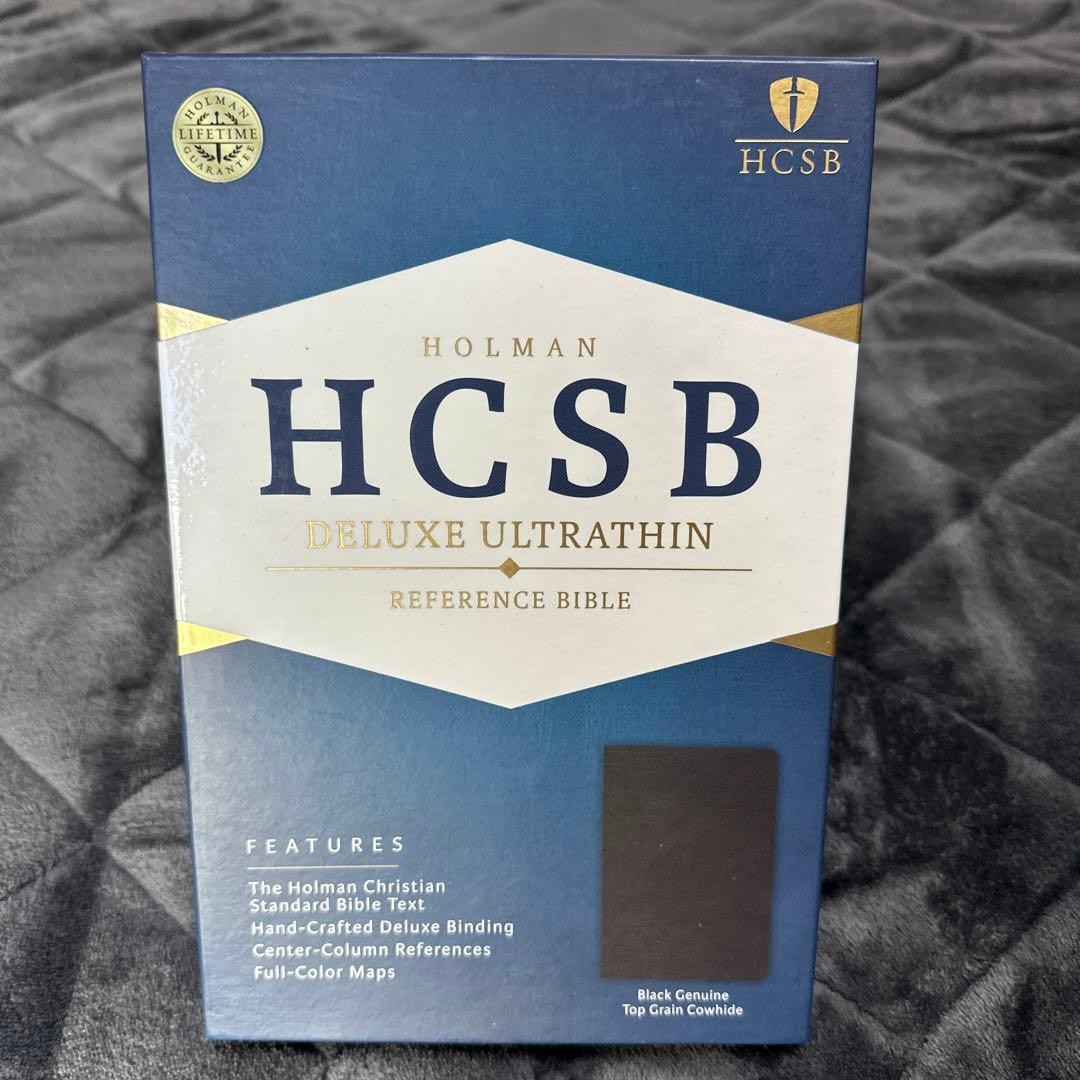 HOLMAN
LIFETIME
GUARANTEE
HCSB
HOLMAN
HCSB
DELUXE ULTRATHIN
REFERENCE BIBLE
FEATURES
The Holman Christian
Standard Bible Text
Hand-Crafted Deluxe Binding
Center-Column References
Full-Color Maps
Black Genuine
Top Grain Cowhide